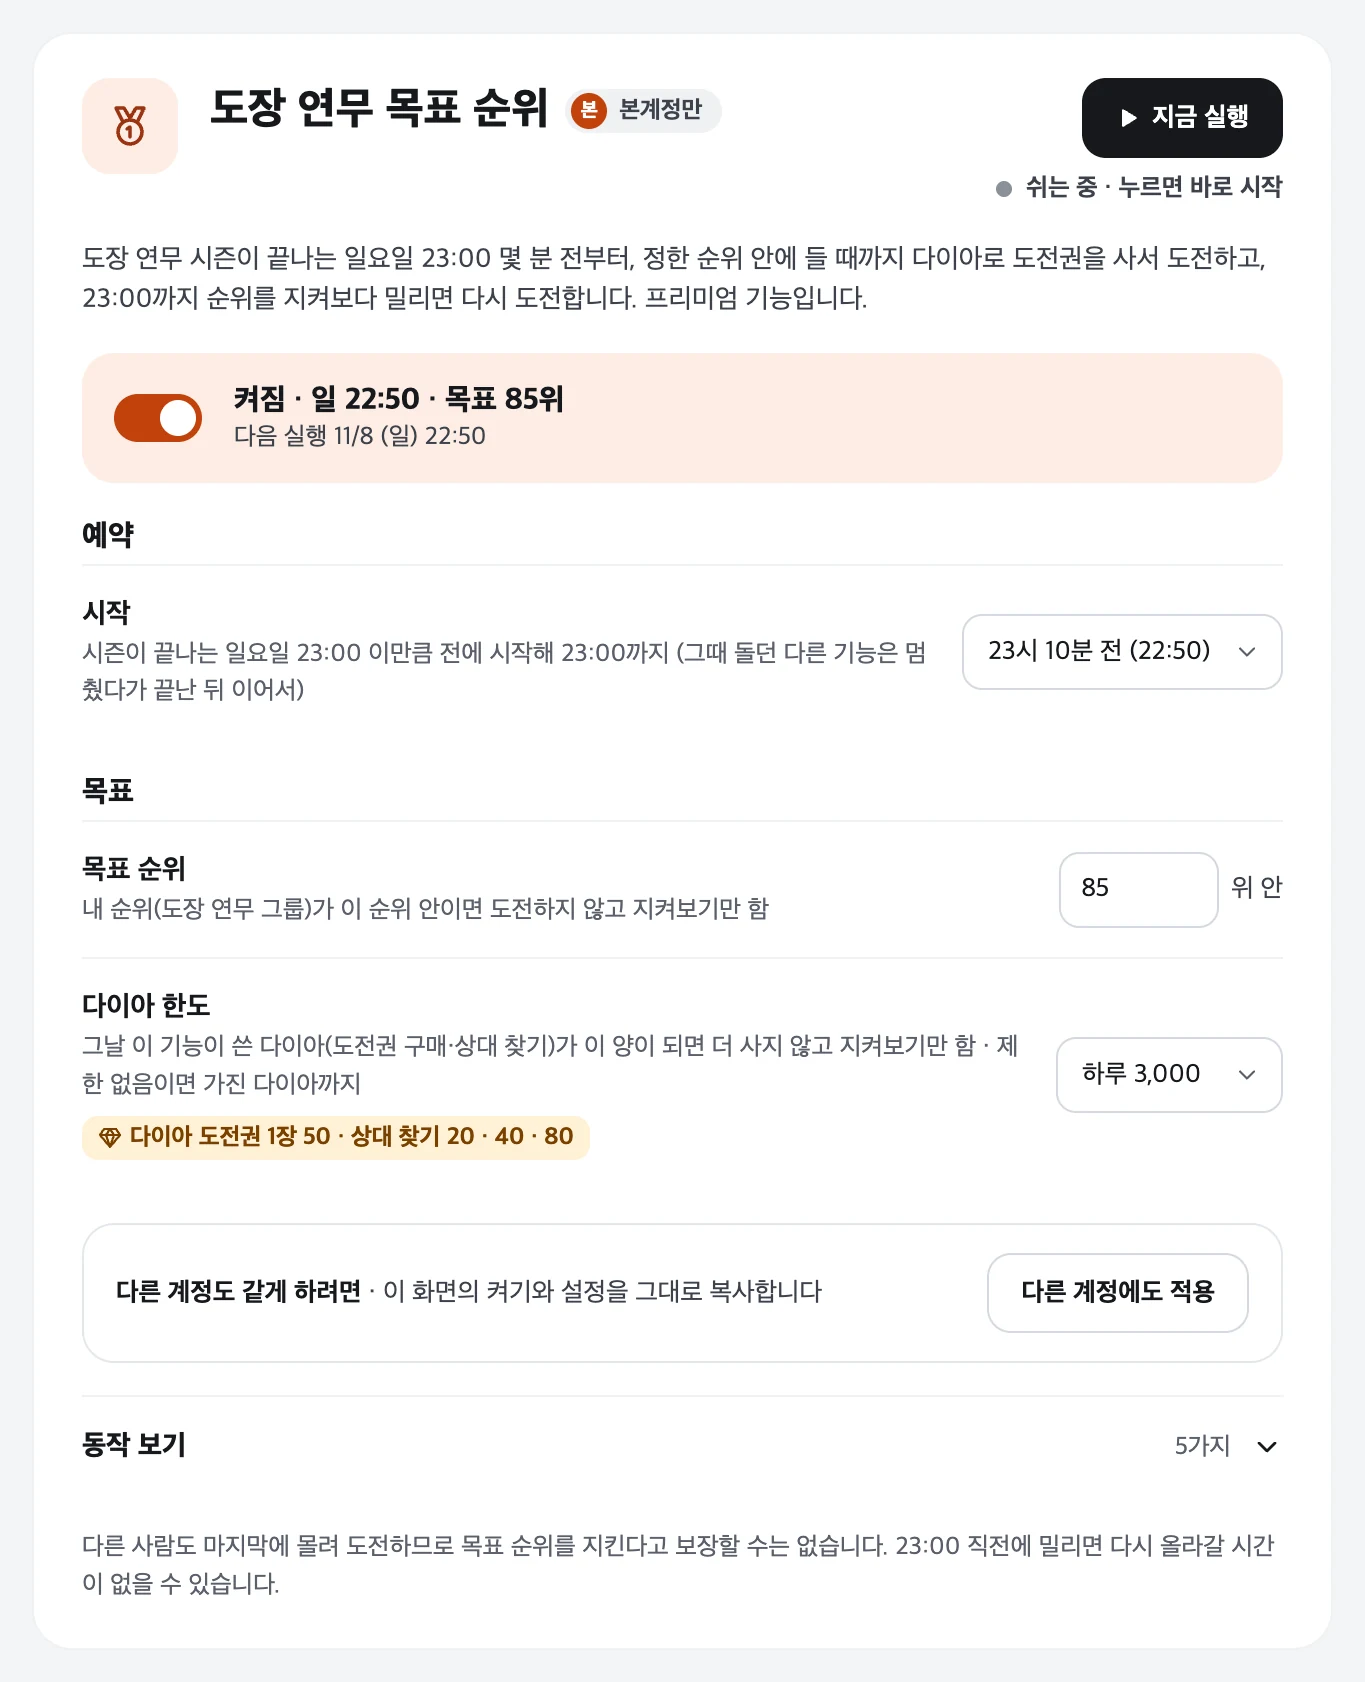 도장 연무 목표 순위
본 본계정만
지금 실행
쉬는 중 · 누르면 바로 시작
도장 연무 시즌이 끝나는 일요일 23:00 몇 분 전부터, 정한 순위 안에 들 때까지 다이아로 도전권을 사서 도전하고,
23:00까지 순위를 지켜보다 밀리면 다시 도전합니다. 프리미엄 기능입니다.
켜짐 · 일 22:50 · 목표 85위
다음 실행 11/8 (일) 22:50
예약
시작
시즌이 끝나는 일요일 23:00 이만큼 전에 시작해 23:00까지 (그때 돌던 다른 기능은 멈
췄다가 끝난 뒤 이어서)
23시 10분 전 (22:50)
목표
목표 순위
내 순위(도장 연무 그룹)가 이 순위 안이면 도전하지 않고 지켜보기만 함
85 위 안
다이아 한도
그날 이 기능이 쓴 다이아(도전권 구매·상대 찾기)가 이 양이 되면 더 사지 않고 지켜보기만 함 · 제
한 없음이면 가진 다이아까지
하루 3,000
다이아 도전권 1장 50 · 상대 찾기 20 · 40 · 80
다른 계정도 같게 하려면 · 이 화면의 켜기와 설정을 그대로 복사합니다
다른 계정에도 적용
동작 보기
5가지
다른 사람도 마지막에 몰려 도전하므로 목표 순위를 지킨다고 보장할 수는 없습니다. 23:00 직전에 밀리면 다시 올라갈 시간
이 없을 수 있습니다.